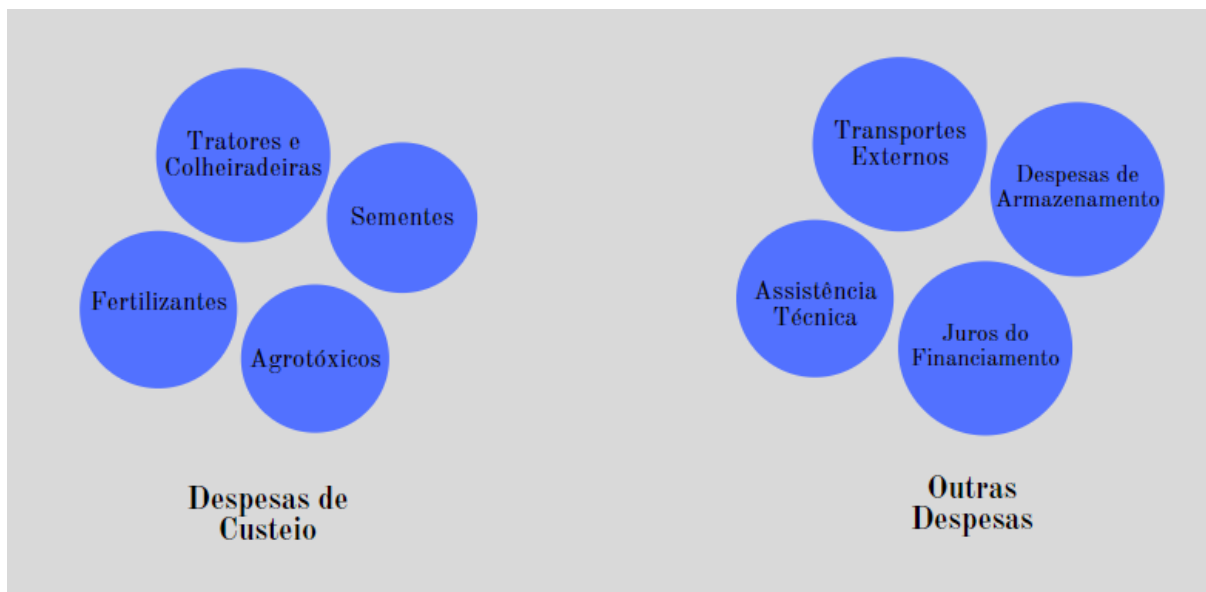 Tratores e
Colheiradeiras
Sementes
Fertilizantes
Agrotóxicos
Despesas de
Custeio
Transportes
Externos
Despesas de
Armazenamento
Assistência
Técnica
Juros do
Financiamento
Outras
Despesas